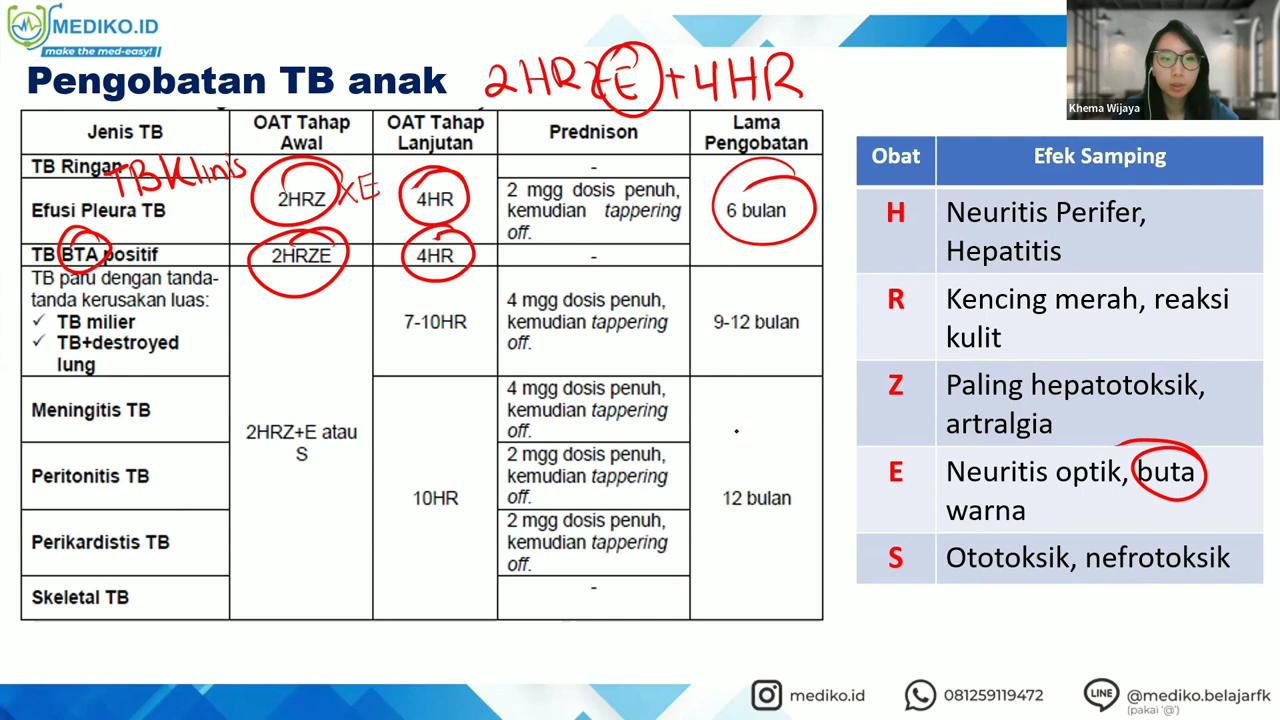 MEDIKO.ID
make the med-easy!
Pengobatan TB anak
2HRZE + 4HR
Khema Wijaya
Jenis TB
OAT Tahap
Awal
OAT Tahap
Lanjutan
Prednison
Lama
Pengobatan
TB Ringan
TB Klinis
-
Efusi Pleura TB
2HRZ
XE
4HR
2 mgg dosis penuh,
kemudian tappering
off.
6 bulan
TB BTA positif
2HRZE
4HR
-
TB paru dengan tanda-
tanda kerusakan luas:
✓ TB milier
✓ TB+destroyed
lung
7-10HR
4 mgg dosis penuh,
kemudian tappering
off.
9-12 bulan
Meningitis TB
2HRZ+E atau
S
10HR
4 mgg dosis penuh,
kemudian tappering
off.
12 bulan
Peritonitis TB
2 mgg dosis penuh,
kemudian tappering
off.
Perikardistis TB
2 mgg dosis penuh,
kemudian tappering
off.
Skeletal TB
-
Obat
Efek Samping
H
Neuritis Perifer,
Hepatitis
R
Kencing merah, reaksi
kulit
Z
Paling hepatotoksik,
artralgia
E
Neuritis optik, buta
warna
S
Ototoksik, nefrotoksik
mediko.id
081259119472
LINE
@mediko.belajarfk
(pakai '@')